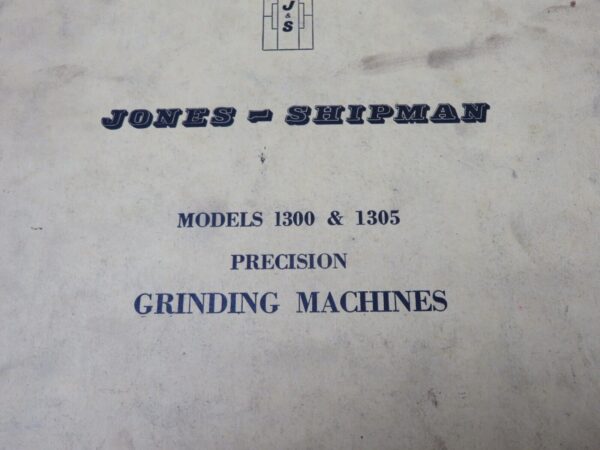 J
&
S
JONES - SHIPMAN
MODELS 1300 & 1305
PRECISION
GRINDING MACHINES